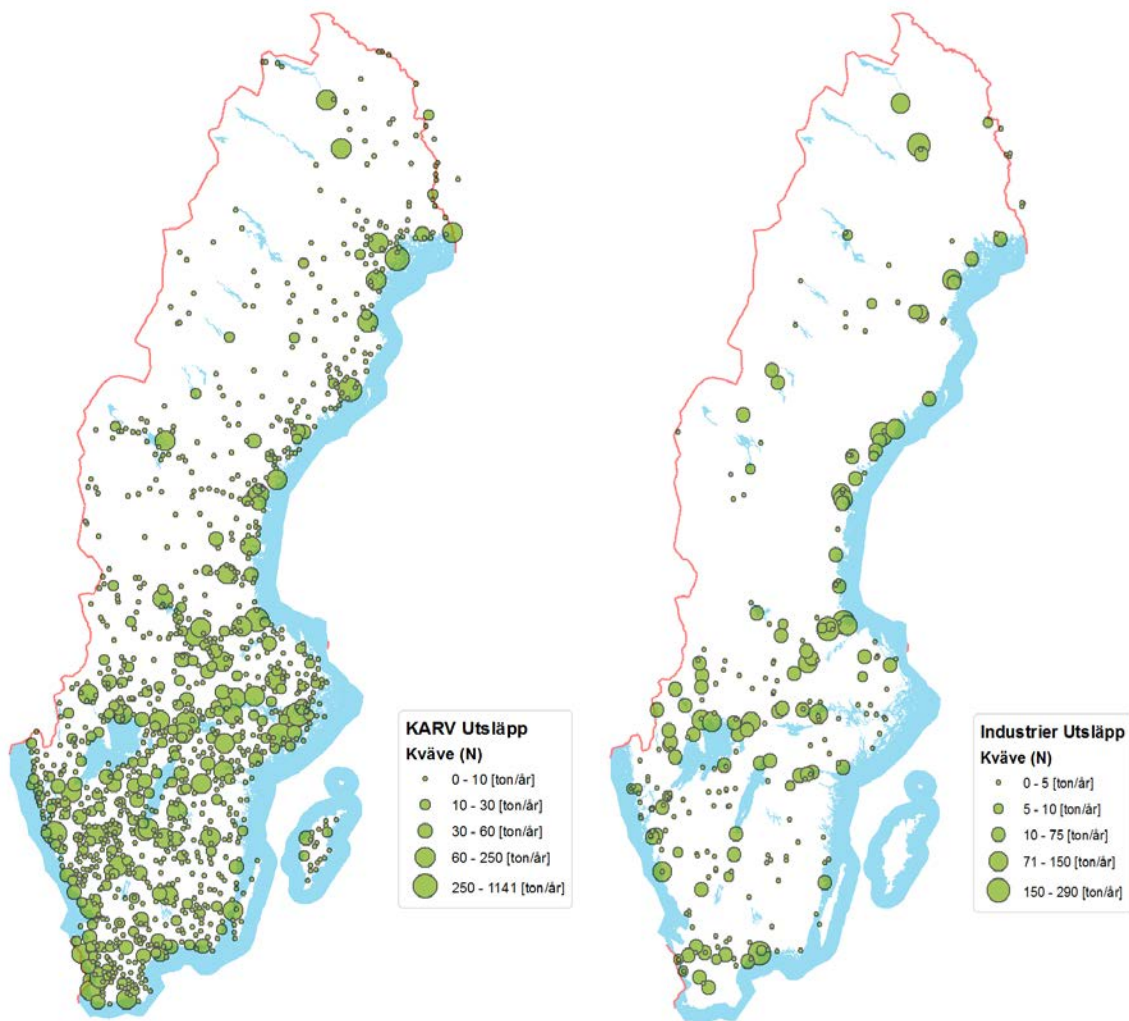 KARV Utsläpp
Kväve (N)
0 - 10 [ton/år]
10 - 30 [ton/år]
30 - 60 [ton/år]
60 - 250 [ton/år]
250 - 1141 [ton/år]
Industrier Utsläpp
Kväve (N)
0 - 5 [ton/år]
5 - 10 [ton/år]
10 - 75 [ton/år]
71 - 150 [ton/år]
150 - 290 [ton/år]